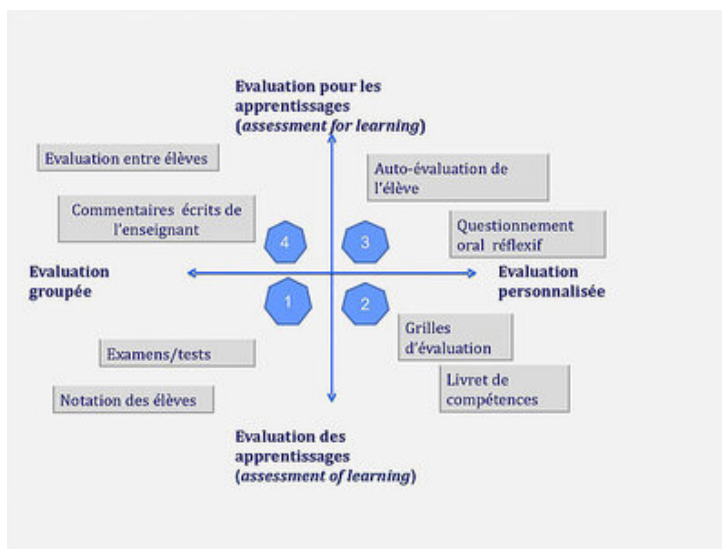 Evaluation pour les
apprentissages
(assessment for learning)
Evaluation entre élèves
Auto-évaluation de
l'élève
Commentaires écrits de
l'enseignant
Questionnement
oral réflexif
4
3
Evaluation
groupée
Evaluation
personnalisée
1
2
Grilles
d'évaluation
Examens/tests
Livret de
compétences
Notation des élèves
Evaluation des
apprentissages
(assessment of learning)